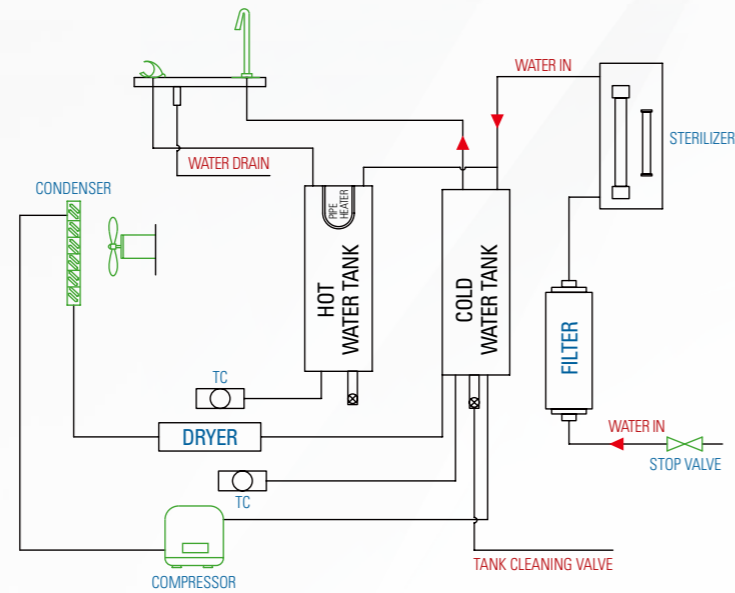 WATER IN
STERILIZER
WATER DRAIN
CONDENSER
PIPE
HEATER
HOT
WATER TANK
COLD
WATER TANK
FILTER
TC
WATER IN
DRYER
STOP VALVE
TC
TANK CLEANING VALVE
COMPRESSOR